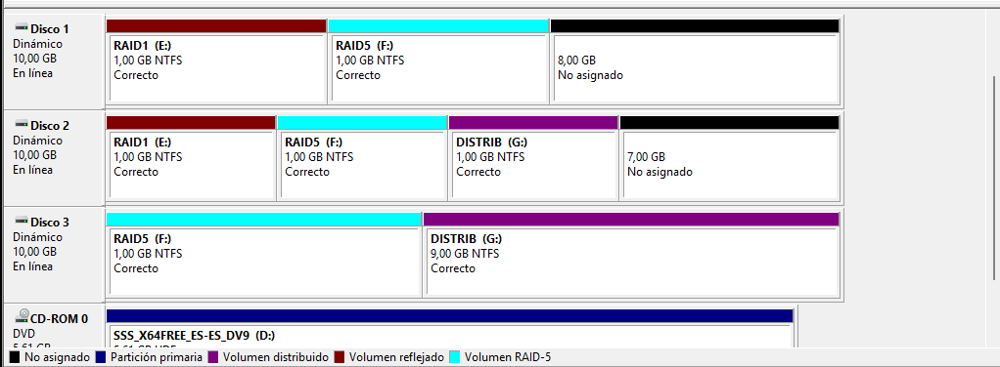 Disco 1
Dinámico
10,00 GB
En línea
RAID1 (E:)
1,00 GB NTFS
Correcto
RAID5 (F:)
1,00 GB NTFS
Correcto
8,00 GB
No asignado
Disco 2
Dinámico
10,00 GB
En línea
RAID1 (E:)
1,00 GB NTFS
Correcto
RAID5 (F:)
1,00 GB NTFS
Correcto
DISTRIB (G:)
1,00 GB NTFS
Correcto
7,00 GB
No asignado
Disco 3
Dinámico
10,00 GB
En línea
RAID5 (F:)
1,00 GB NTFS
Correcto
DISTRIB (G:)
9,00 GB NTFS
Correcto
CD-ROM 0
DVD
5,61 GB
SSS_X64FREE_ES-ES_DV9 (D:)
5,61 GB UDF
No asignado Partición primaria Volumen distribuido Volumen reflejado Volumen RAID-5